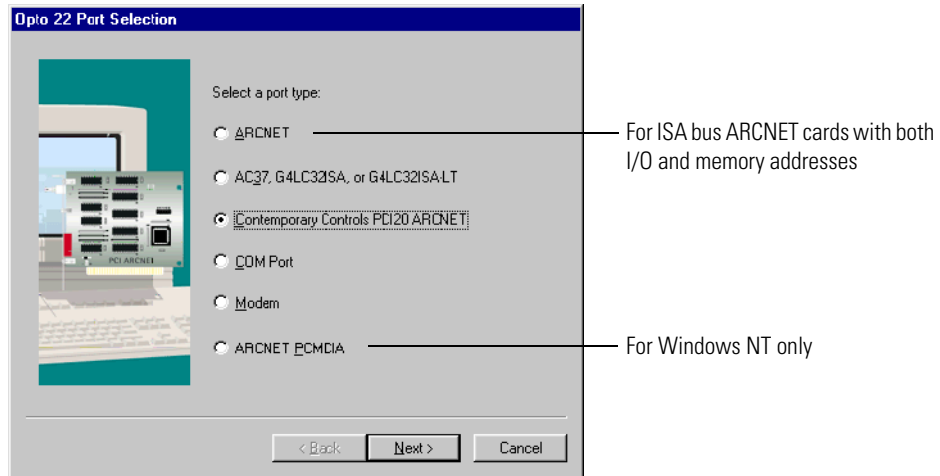 Opto 22 Port Selection
Select a port type:
ARCNET
For ISA bus ARCNET cards with both
I/O and memory addresses
AC37, G4LC32ISA, or G4LC32ISA-LT
Contemporary Controls PCI20 ARCNET
PCI ARCNET
COM Port
Modem
ARCNET PCMCIA
For Windows NT only
< Back
Next >
Cancel